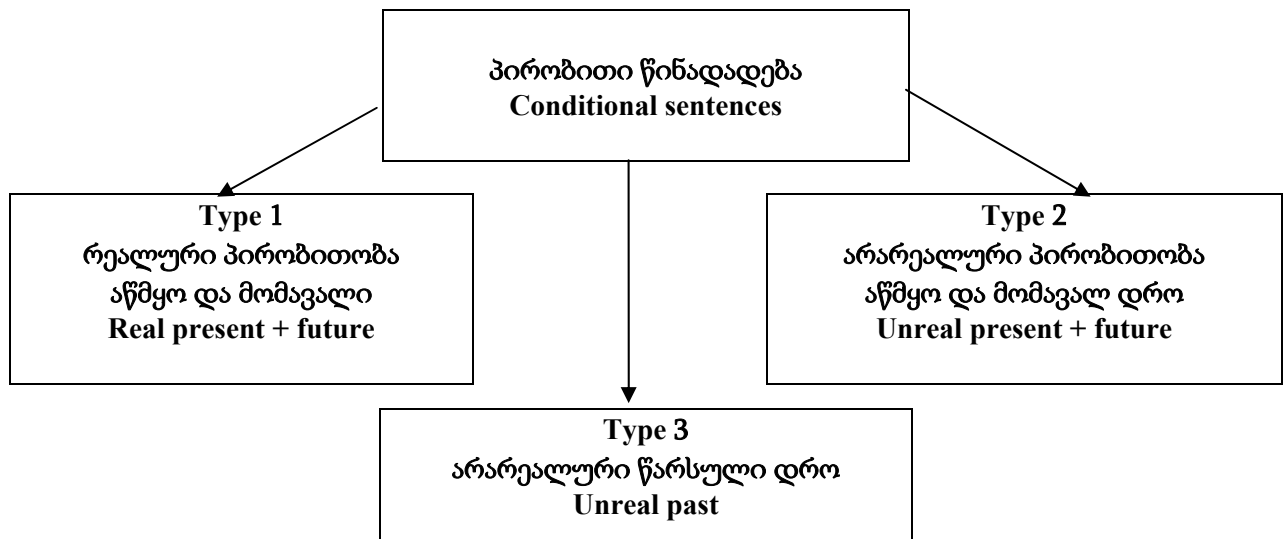 პირობითი წინადადება
Conditional sentences
Type 1
რეალური პირობითობა
აწმყო და მომავალი
Real present + future
Type 2
არარეალური პირობითობა
აწმყო და მომავალ დრო
Unreal present + future
Type 3
არარეალური წარსული დრო
Unreal past